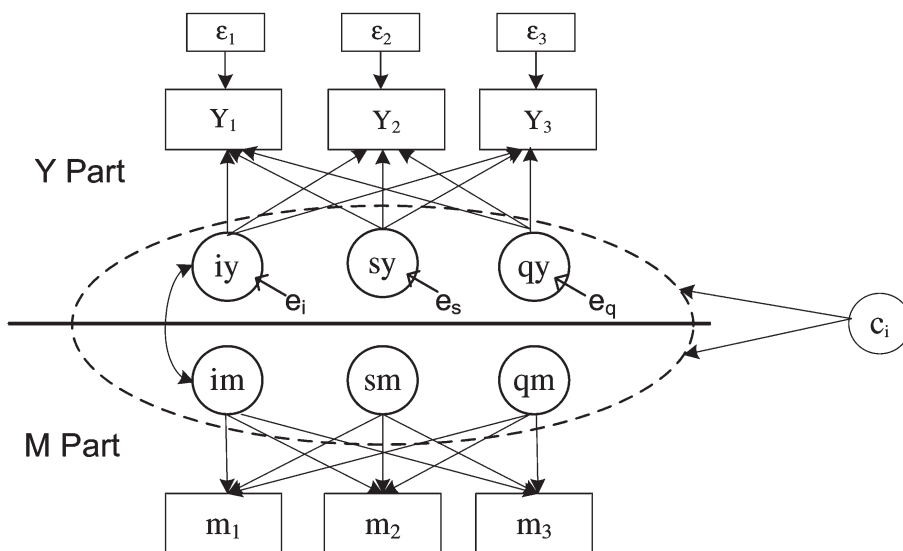 ε₁ ε₂ ε₃
Y₁ Y₂ Y₃
Y Part
iy sy qy
eᵢ eₛ e_q
cᵢ
im sm qm
M Part
m₁ m₂ m₃